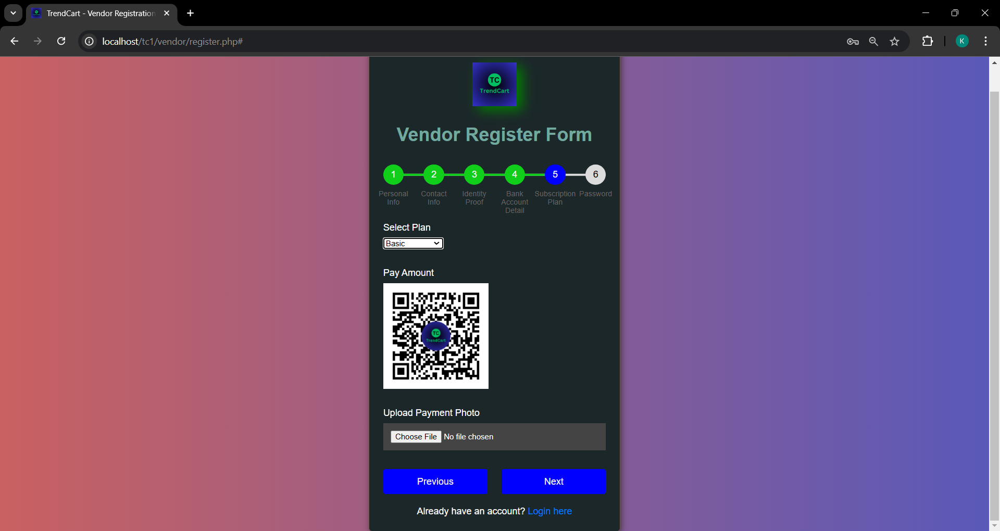 TrendCart - Vendor Registration
localhost/tc1/vendor/register.php#
K
TC
TrendCart
Vendor Register Form
1 2 3 4 5 6
Personal Info
Contact Info
Identity Proof
Bank Account Detail
Subscription Plan
Password
Select Plan
Basic
Pay Amount
TC
TrendCart
Upload Payment Photo
Choose File No file chosen
Previous Next
Already have an account? Login here